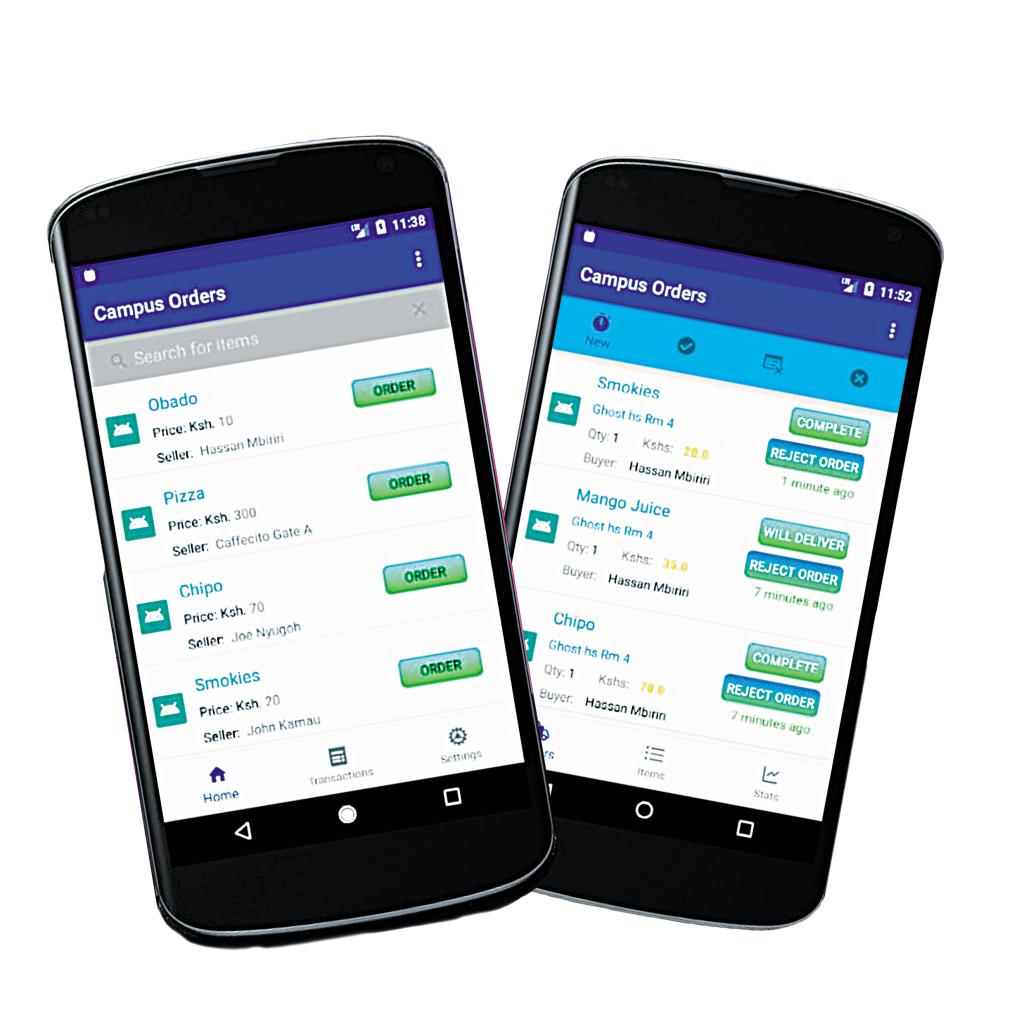 LTE 11:38
Campus Orders
Search for items
Obado
ORDER
Price: Ksh. 10
Seller: Hassan Mbiriri
Pizza
ORDER
Price: Ksh. 300
Seller: Caffecito Gate A
Chipo
ORDER
Price: Ksh. 70
Seller: Joe Nyugoh
Smokies
ORDER
Price: Ksh. 20
Seller: John Kamau
Home
Transactions
Settings
LTE 11:52
Campus Orders
New
Smokies
Ghost hs Rm 4
COMPLETE
Qty: 1 Kshs: 20.0
REJECT ORDER
Buyer: Hassan Mbiriri
1 minute ago
Mango Juice
Ghost hs Rm 4
WILL DELIVER
Qty: 1 Kshs: 35.0
REJECT ORDER
Buyer: Hassan Mbiriri
7 minutes ago
Chipo
Ghost hs Rm 4
COMPLETE
Qty: 1 Kshs: 70.0
REJECT ORDER
Buyer: Hassan Mbiriri
7 minutes ago
rs
Items
Stats